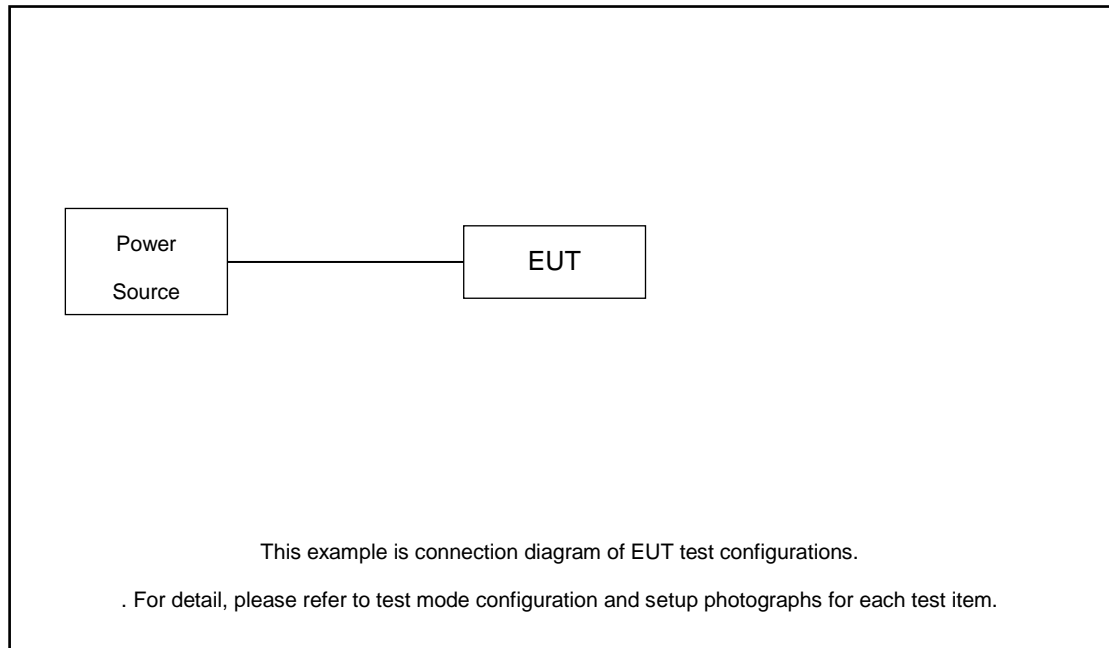 Power
Source
EUT
This example is connection diagram of EUT test configurations.
. For detail, please refer to test mode configuration and setup photographs for each test item.